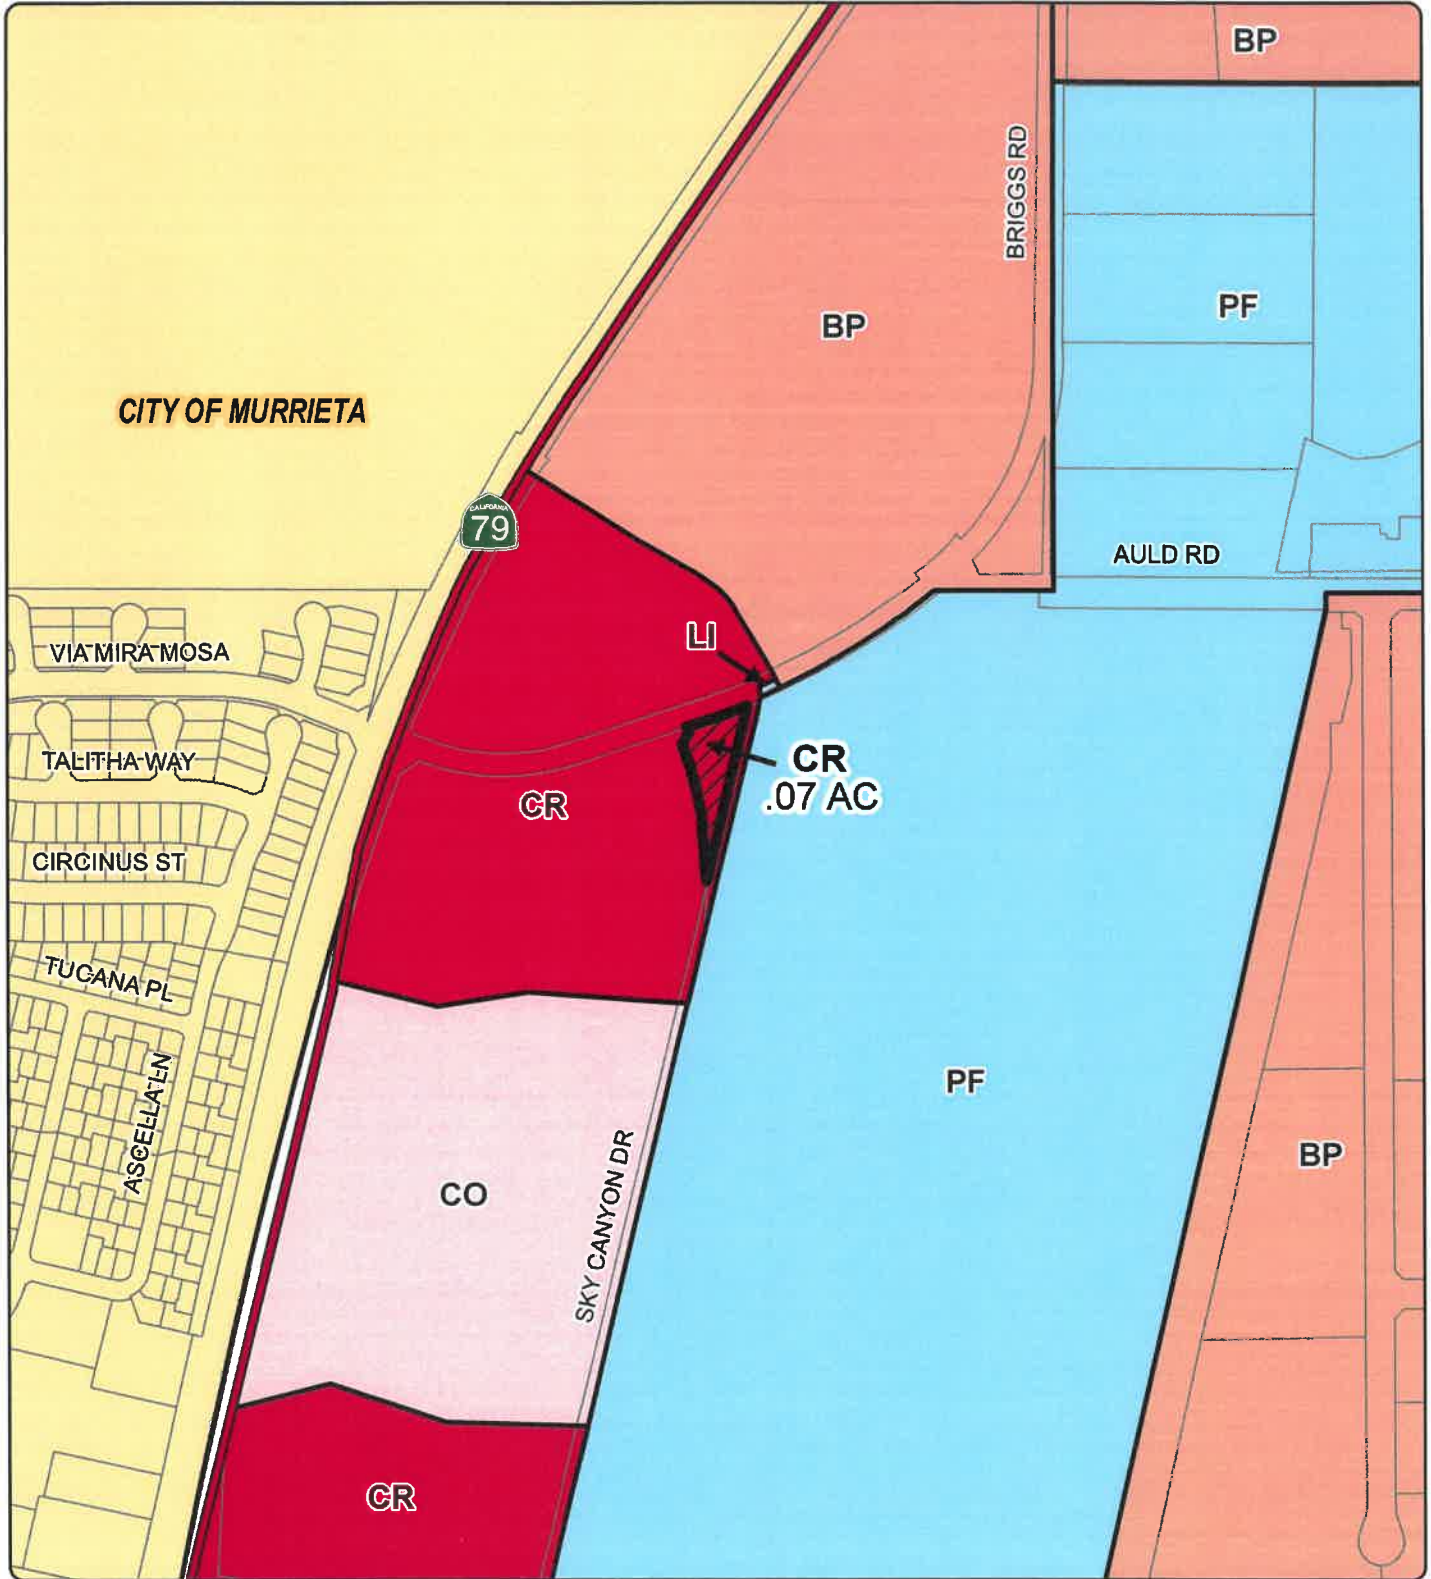 BP
BRIGGS RD
PF
BP
CITY OF MURRIETA
CALIFORNIA
79
AULD RD
LI
VIA MIRA MOSA
CR
.07 AC
TALITHA WAY
CR
CIRCINUS ST
TUCANA PL
ASCELLA LN
PF
SKY CANYON DR
BP
CO
CR